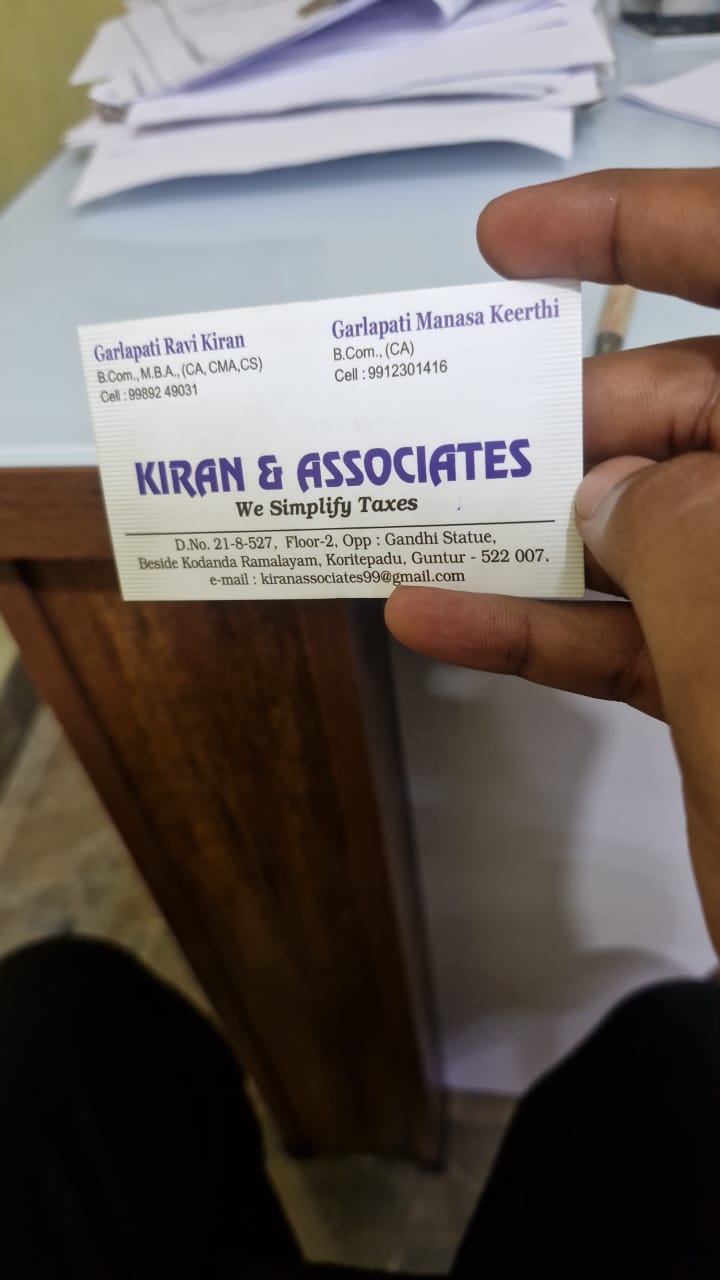 Garlapati Ravi Kiran
B.Com., M.B.A., (CA, CMA,CS)
Cell : 99892 49031
Garlapati Manasa Keerthi
B.Com., (CA)
Cell : 9912301416
KIRAN & ASSOCIATES
We Simplify Taxes
D.No. 21-8-527, Floor-2, Opp : Gandhi Statue,
Beside Kodanda Ramalayam, Koritepadu, Guntur - 522 007.
e-mail : kiranassociates99@gmail.com